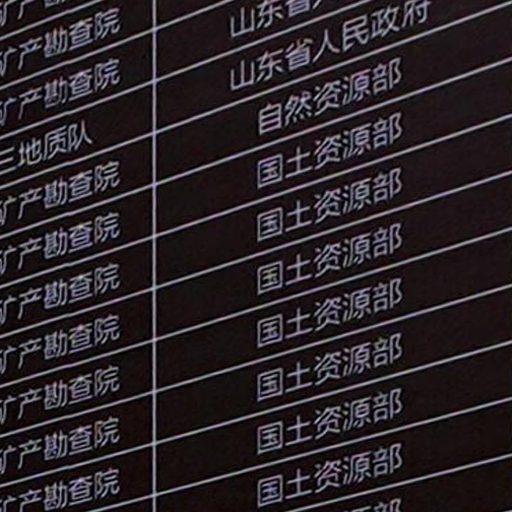 产
矿产勘查院
矿产勘查院 山东省
三地质队 山东省人民政府
矿产勘查院 自然资源部
矿产勘查院 国土资源部
矿产勘查院 国土资源部
矿产勘查院 国土资源部
矿产勘查院 国土资源部
矿产勘查院 国土资源部
矿产勘查院 国土资源部
国土资源部